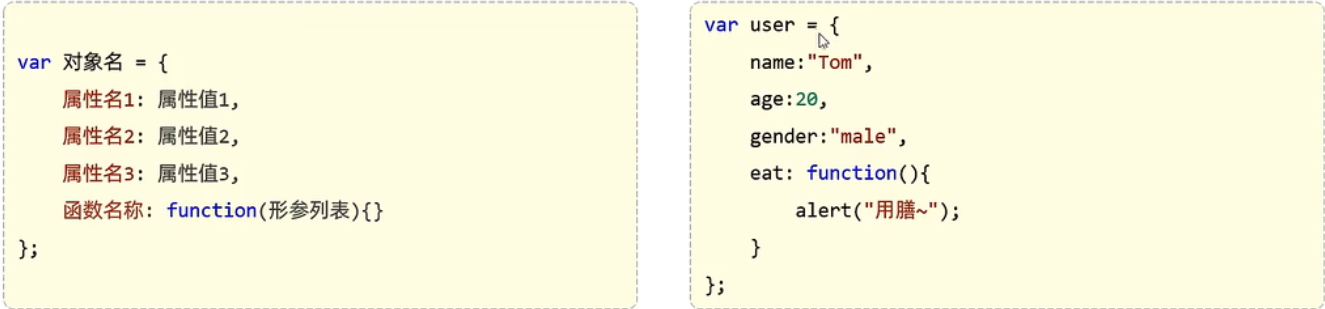 var 对象名 = {
属性名1: 属性值1,
属性名2: 属性值2,
属性名3: 属性值3,
函数名称: function(形参列表){}
};
var user = {
name:"Tom",
age:20,
gender:"male",
eat: function(){
alert("用膳~");
}
};